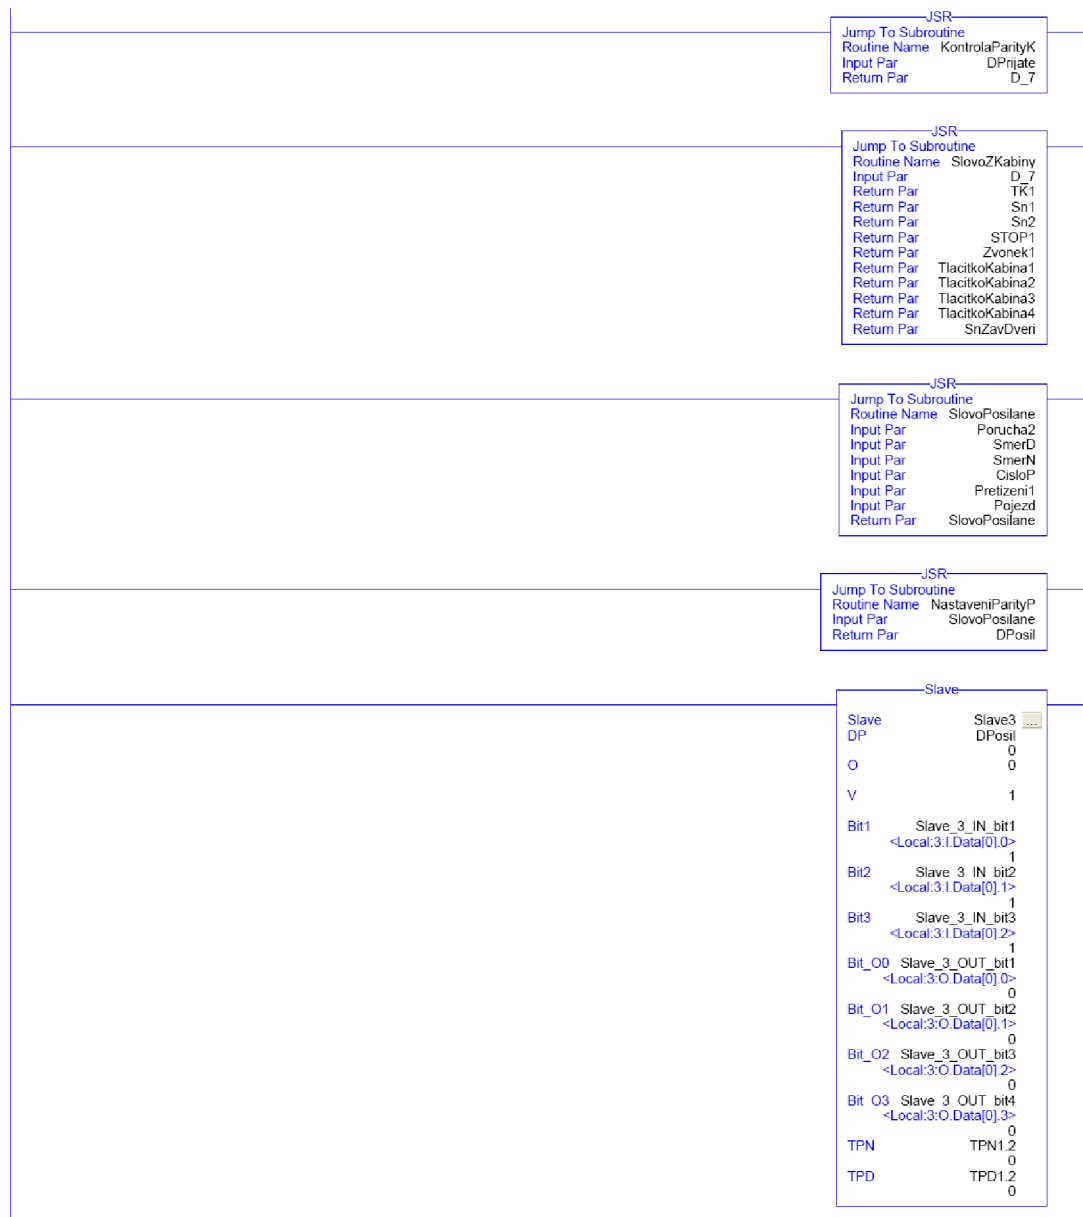 JSR
Jump To Subroutine
Routine Name KontrolaParityK
Input Par DPrijate
Return Par D_7
JSR
Jump To Subroutine
Routine Name SlovoZKabiny
Input Par D_7
Return Par TK1
Return Par Sn1
Return Par Sn2
Return Par STOP1
Return Par Zvonek1
Return Par TlacitkoKabina1
Return Par TlacitkoKabina2
Return Par TlacitkoKabina3
Return Par TlacitkoKabina4
Return Par SnZavDveri
JSR
Jump To Subroutine
Routine Name SlovoPosilane
Input Par Porucha2
Input Par SmerD
Input Par SmerN
Input Par CisloP
Input Par Pretizeni1
Input Par Pojezd
Return Par SlovoPosilane
JSR
Jump To Subroutine
Routine Name NastaveniParityP
Input Par SlovoPosilane
Return Par DPosil
Slave
Slave Slave3 ...
DP DPosil
0
O 0
V 1
Bit1 Slave_3_IN_bit1
<Local:3:I.Data[0].0>
1
Bit2 Slave_3_IN_bit2
<Local:3:I.Data[0].1>
1
Bit3 Slave_3_IN_bit3
<Local:3:I.Data[0].2>
1
Bit_O0 Slave_3_OUT_bit1
<Local:3:O.Data[0].0>
0
Bit_O1 Slave_3_OUT_bit2
<Local:3:O.Data[0].1>
0
Bit_O2 Slave_3_OUT_bit3
<Local:3:O.Data[0].2>
0
Bit_O3 Slave_3_OUT_bit4
<Local:3:O.Data[0].3>
0
TPN TPN1.2
0
TPD TPD1.2
0